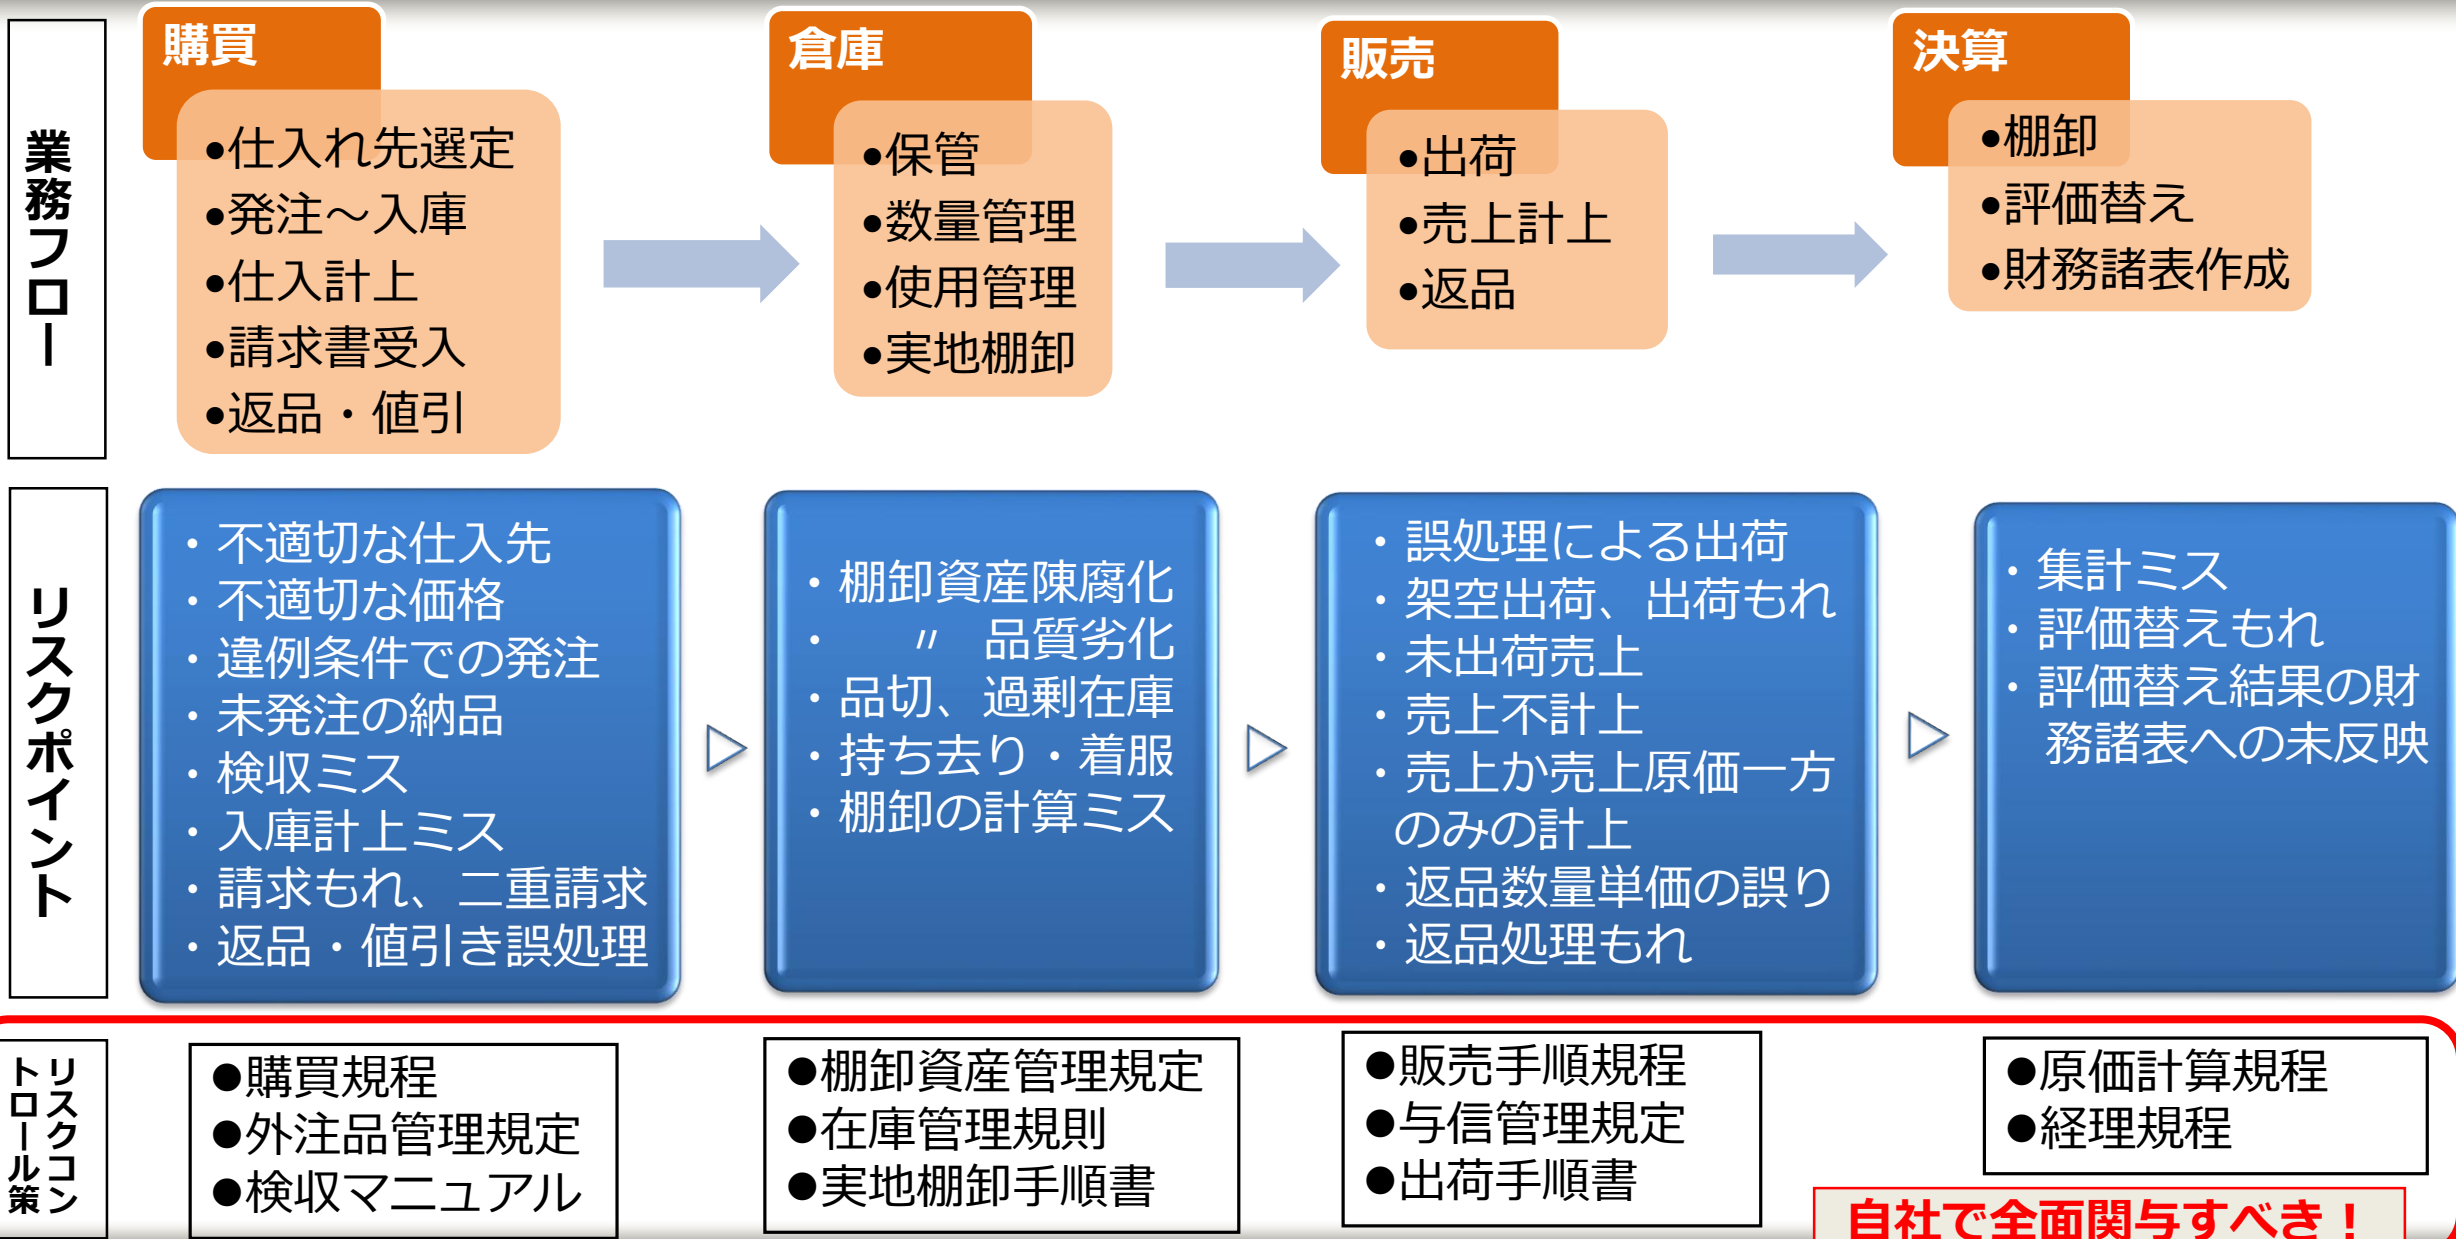 業務フロー
購買
●仕入れ先選定
●発注～入庫
●仕入計上
●請求書受入
●返品・値引
倉庫
●保管
●数量管理
●使用管理
●実地棚卸
販売
●出荷
●売上計上
●返品
決算
●棚卸
●評価替え
●財務諸表作成
リスクポイント
・不適切な仕入先
・不適切な価格
・違例条件での発注
・未発注の納品
・検収ミス
・入庫計上ミス
・請求もれ、二重請求
・返品・値引き誤処理
・棚卸資産陳腐化
・　〃　品質劣化
・品切、過剰在庫
・持ち去り・着服
・棚卸の計算ミス
・誤処理による出荷
・架空出荷、出荷もれ
・未出荷売上
・売上不計上
・売上か売上原価一方
のみの計上
・返品数量単価の誤り
・返品処理もれ
・集計ミス
・評価替えもれ
・評価替え結果の財
務諸表への未反映
リスクコン
トロール策
●購買規程
●外注品管理規定
●検収マニュアル
●棚卸資産管理規定
●在庫管理規則
●実地棚卸手順書
●販売手順規程
●与信管理規定
●出荷手順書
●原価計算規程
●経理規程
自社で全面関与すべき！